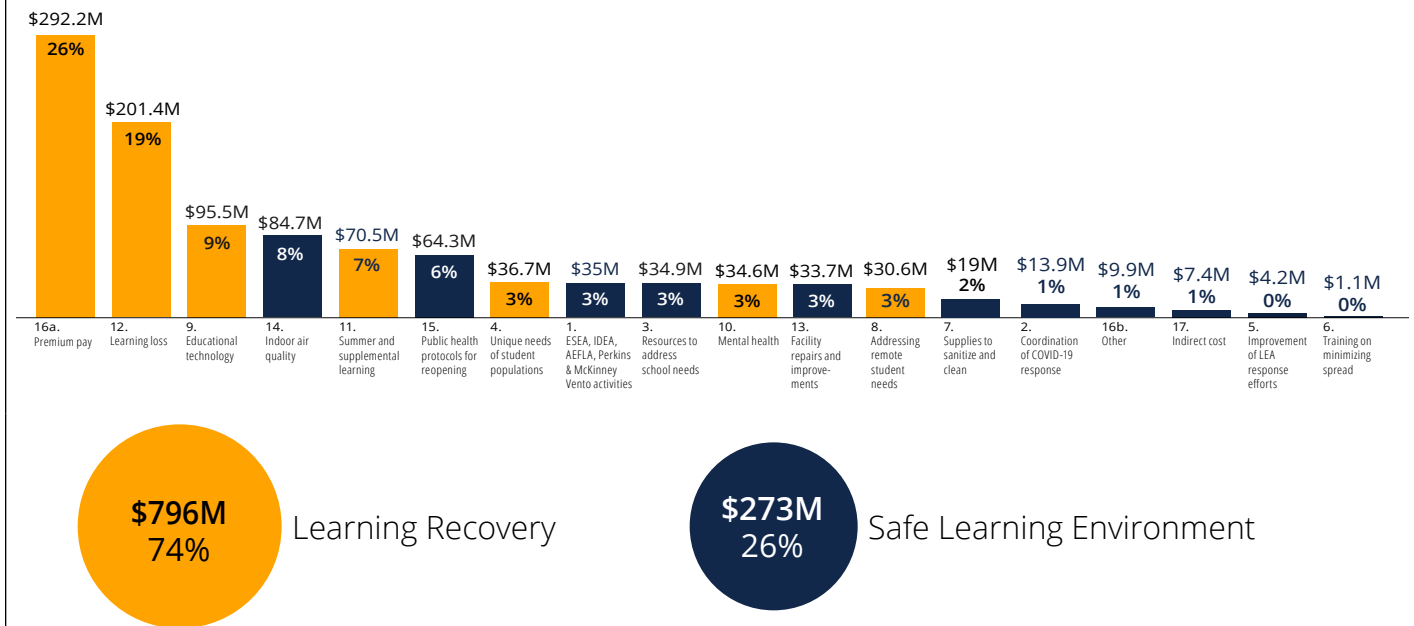 $292.2M
26%
$201.4M
19%
$95.5M
9%
$84.7M
8%
$70.5M
7%
$64.3M
6%
$36.7M
3%
$35M
3%
$34.9M
3%
$34.6M
3%
$33.7M
3%
$30.6M
3%
$19M
2%
$13.9M
1%
$9.9M
1%
$7.4M
1%
$4.2M
0%
$1.1M
0%
16a.
Premium pay
12.
Learning loss
9.
Educational
technology
14.
Indoor air
quality
11.
Summer and
supplemental
learning
15.
Public health
protocols for
reopening
4.
Unique needs
of student
populations
1.
ESEA, IDEA,
AEFLA, Perkins
& McKinney
Vento activities
3.
Resources to
address
school needs
10.
Mental health
13.
Facility
repairs and
improve-
ments
8.
Addressing
remote
student
needs
7.
Supplies to
sanitize and
clean
2.
Coordination
of COVID-19
response
16b.
Other
17.
Indirect cost
5.
Improvement
of LEA
response
efforts
6.
Training on
minimizing
spread
$796M
74%
Learning Recovery
$273M
26%
Safe Learning Environment